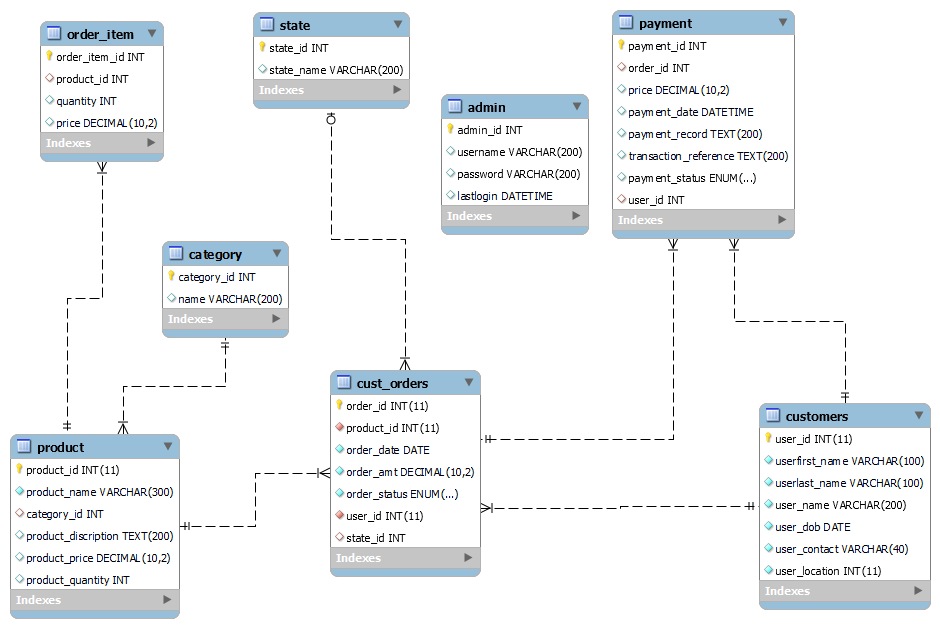 order_item
order_item_id INT
product_id INT
quantity INT
price DECIMAL(10,2)
Indexes
state
state_id INT
state_name VARCHAR(200)
Indexes
admin
admin_id INT
username VARCHAR(200)
password VARCHAR(200)
lastlogin DATETIME
Indexes
payment
payment_id INT
order_id INT
price DECIMAL(10,2)
payment_date DATETIME
payment_record TEXT(200)
transaction_reference TEXT(200)
payment_status ENUM(...)
user_id INT
Indexes
category
category_id INT
name VARCHAR(200)
Indexes
product
product_id INT(11)
product_name VARCHAR(300)
category_id INT
product_discription TEXT(200)
product_price DECIMAL(10,2)
product_quantity INT
Indexes
cust_orders
order_id INT(11)
product_id INT(11)
order_date DATE
order_amt DECIMAL(10,2)
order_status ENUM(...)
user_id INT(11)
state_id INT
Indexes
customers
user_id INT(11)
userfirst_name VARCHAR(100)
userlast_name VARCHAR(100)
user_name VARCHAR(200)
user_dob DATE
user_contact VARCHAR(40)
user_location INT(11)
Indexes